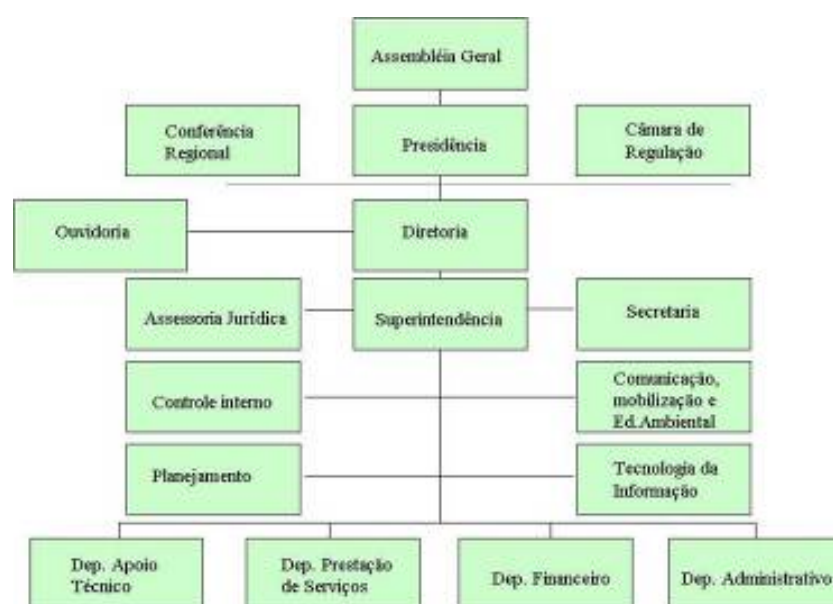 Assembléia Geral
Conferência
Regional
Presidência
Câmara de
Regulação
Ouvidoria
Diretoria
Assessoria Jurídica
Superintendência
Secretaria
Controle interno
Comunicação,
mobilização e
Ed.Ambiental
Planejamento
Tecnologia da
Informação
Dep. Apoio
Técnico
Dep. Prestação
de Serviços
Dep. Financeiro
Dep. Administrativo